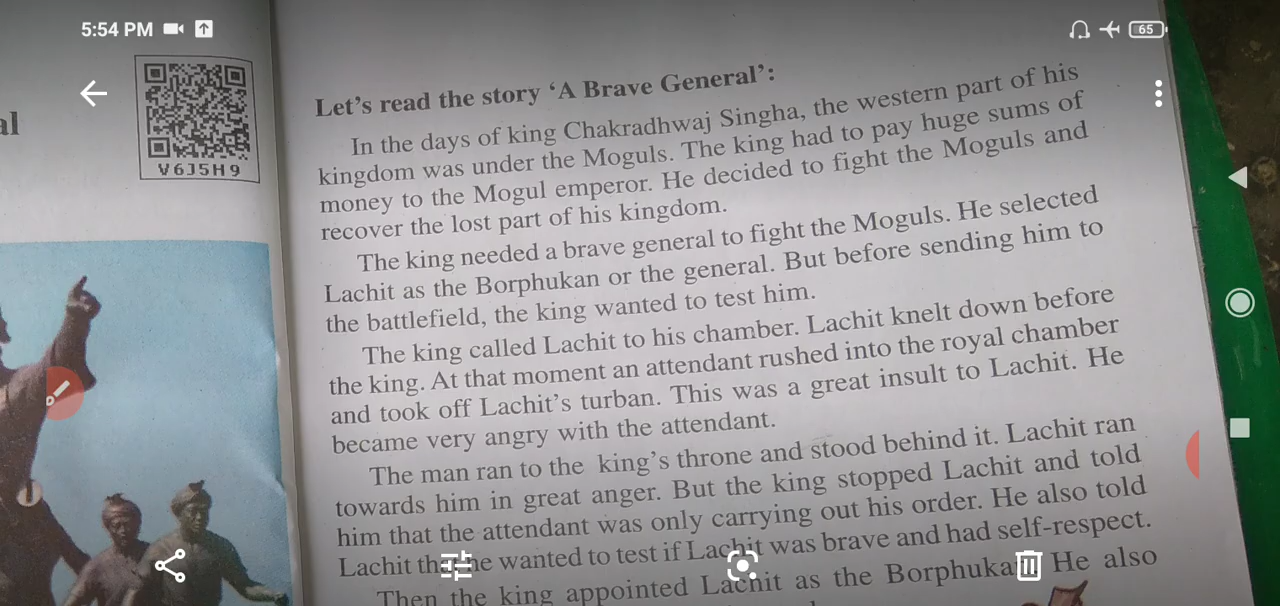 5:54 PM
65
al
V6J5H9
Let's read the story 'A Brave General':
In the days of king Chakradhwaj Singha, the western part of his
kingdom was under the Moguls. The king had to pay huge sums of
money to the Mogul emperor. He decided to fight the Moguls and
recover the lost part of his kingdom.
The king needed a brave general to fight the Moguls. He selected
Lachit as the Borphukan or the general. But before sending him to
the battlefield, the king wanted to test him.
The king called Lachit to his chamber. Lachit knelt down before
the king. At that moment an attendant rushed into the royal chamber
and took off Lachit's turban. This was a great insult to Lachit. He
became very angry with the attendant.
The man ran to the king's throne and stood behind it. Lachit ran
towards him in great anger. But the king stopped Lachit and told
him that the attendant was only carrying out his order. He also told
Lachit that he wanted to test if Lachit was brave and had self-respect.
Then the king appointed Lachit as the Borphukan. He also